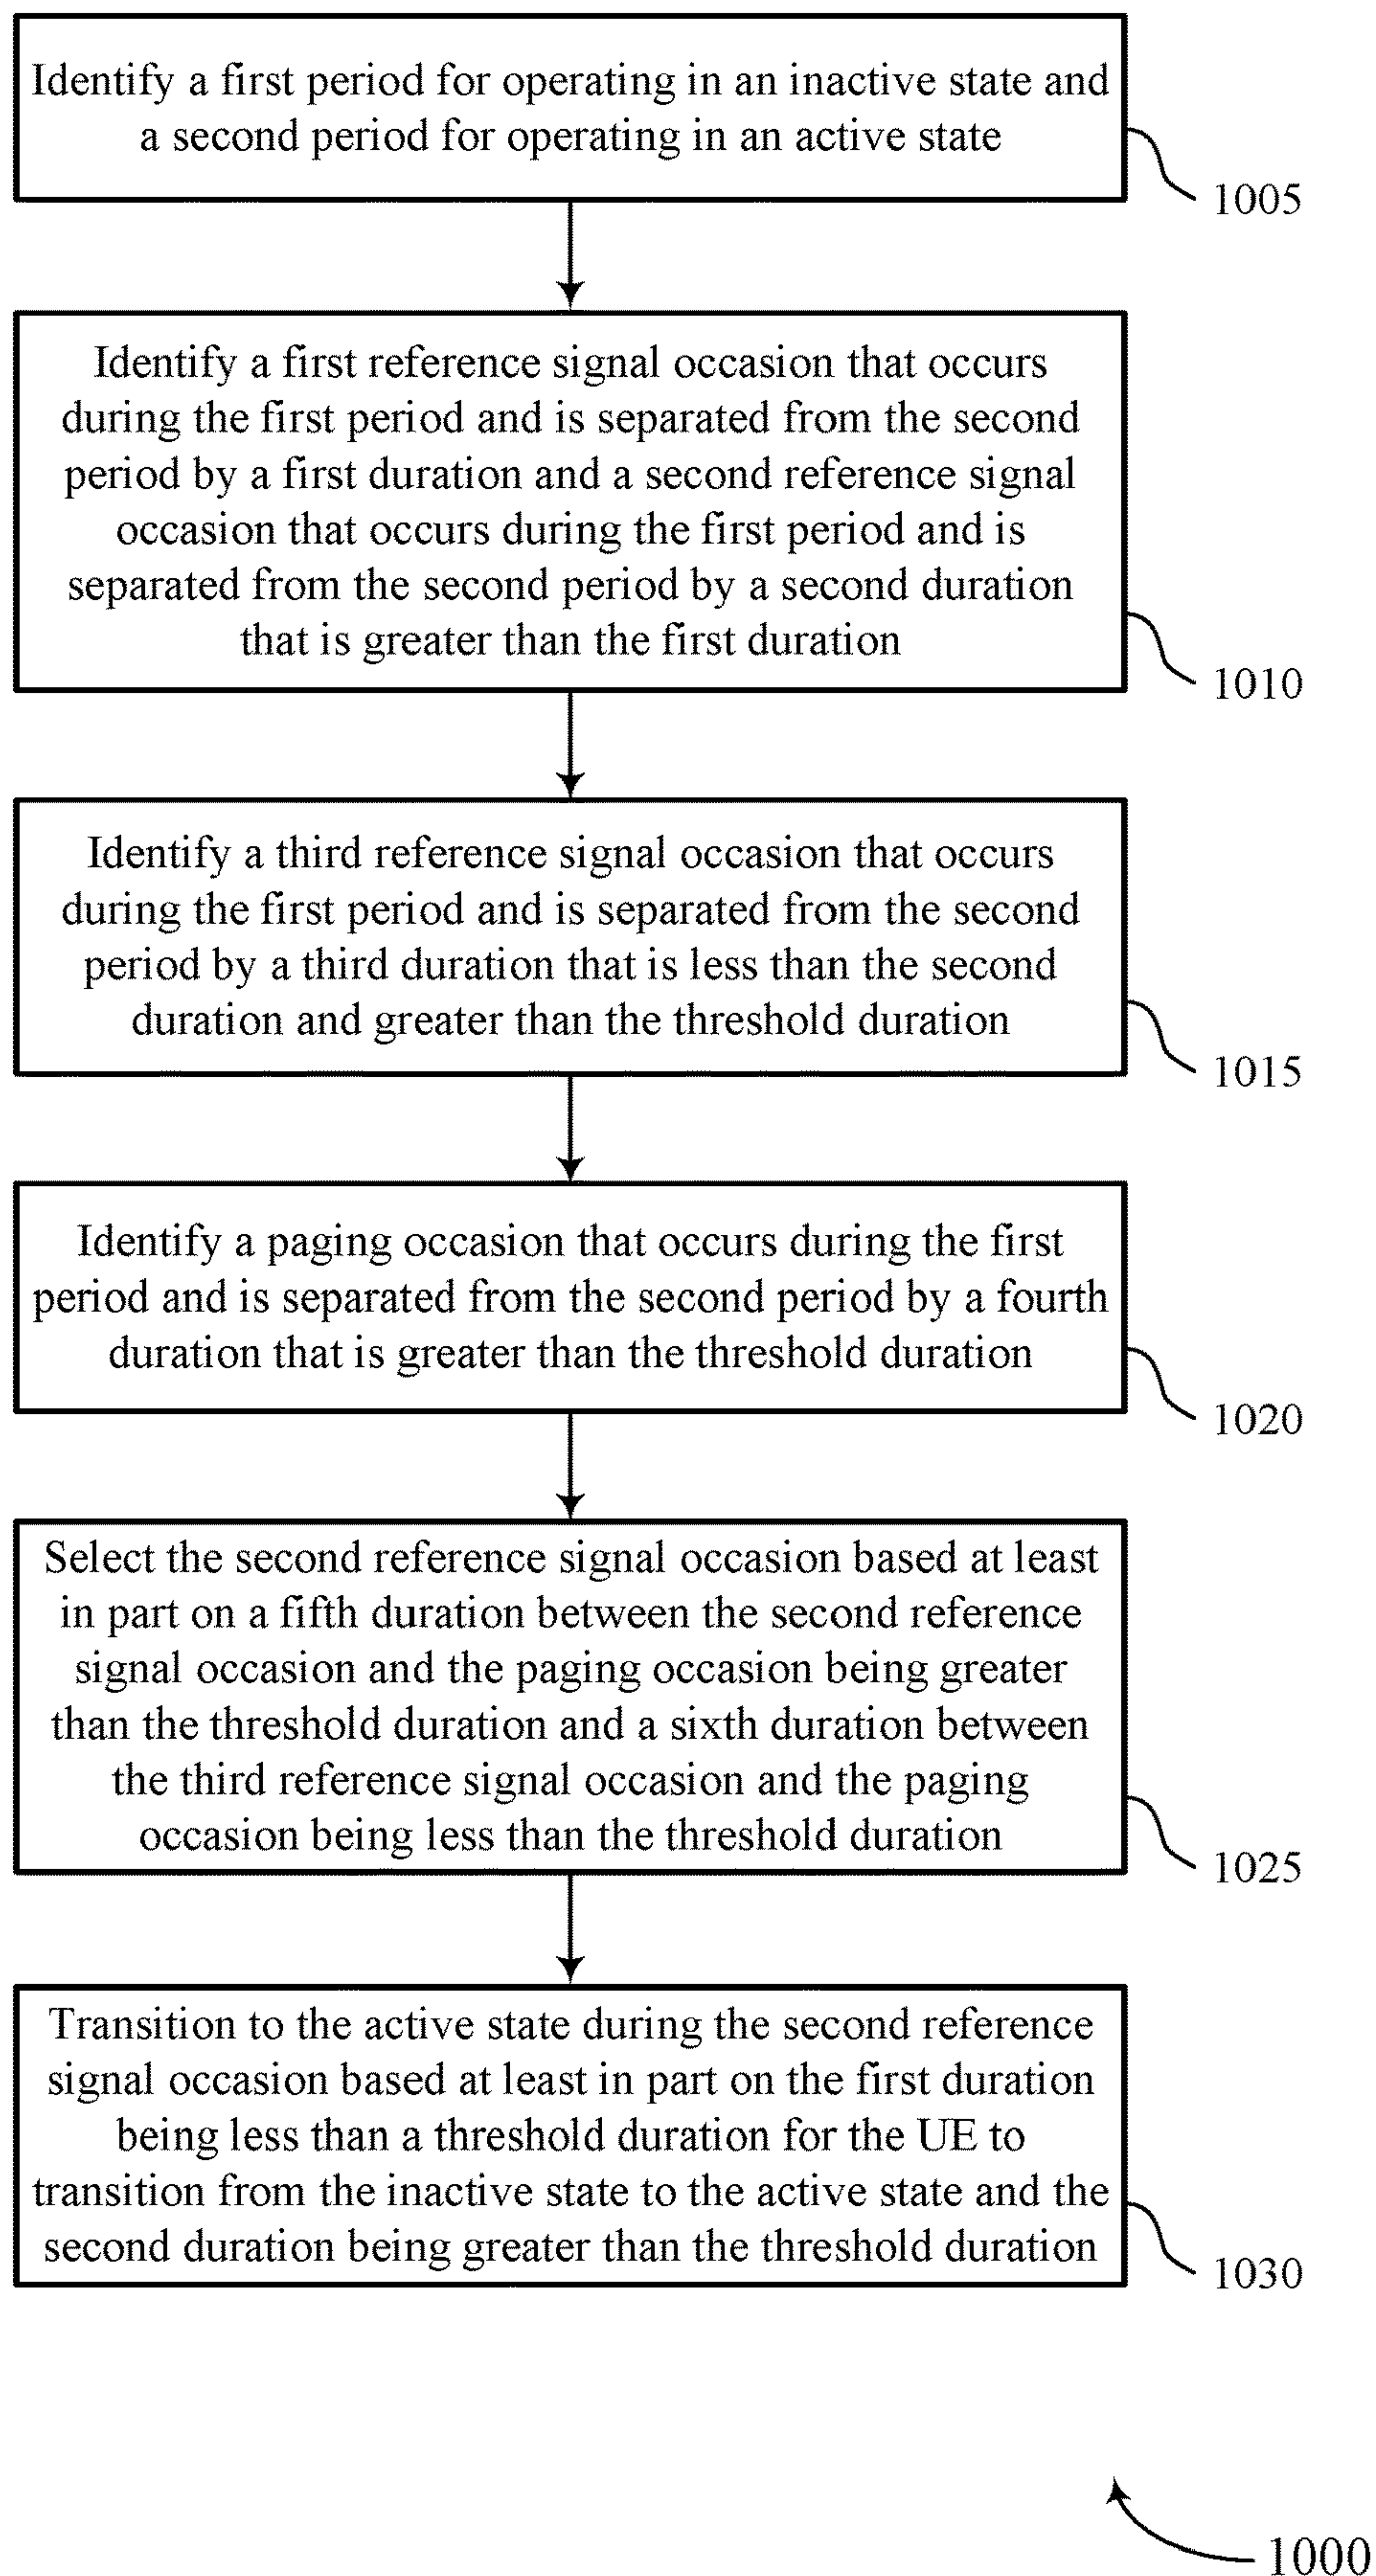 Identify a first period for operating in an inactive state and
a second period for operating in an active state
1005
Identify a first reference signal occasion that occurs
during the first period and is separated from the second
period by a first duration and a second reference signal
occasion that occurs during the first period and is
separated from the second period by a second duration
that is greater than the first duration
1010
Identify a third reference signal occasion that occurs
during the first period and is separated from the second
period by a third duration that is less than the second
duration and greater than the threshold duration
1015
Identify a paging occasion that occurs during the first
period and is separated from the second period by a fourth
duration that is greater than the threshold duration
1020
Select the second reference signal occasion based at least
in part on a fifth duration between the second reference
signal occasion and the paging occasion being greater
than the threshold duration and a sixth duration between
the third reference signal occasion and the paging
occasion being less than the threshold duration
1025
Transition to the active state during the second reference
signal occasion based at least in part on the first duration
being less than a threshold duration for the UE to
transition from the inactive state to the active state and the
second duration being greater than the threshold duration
1030
1000